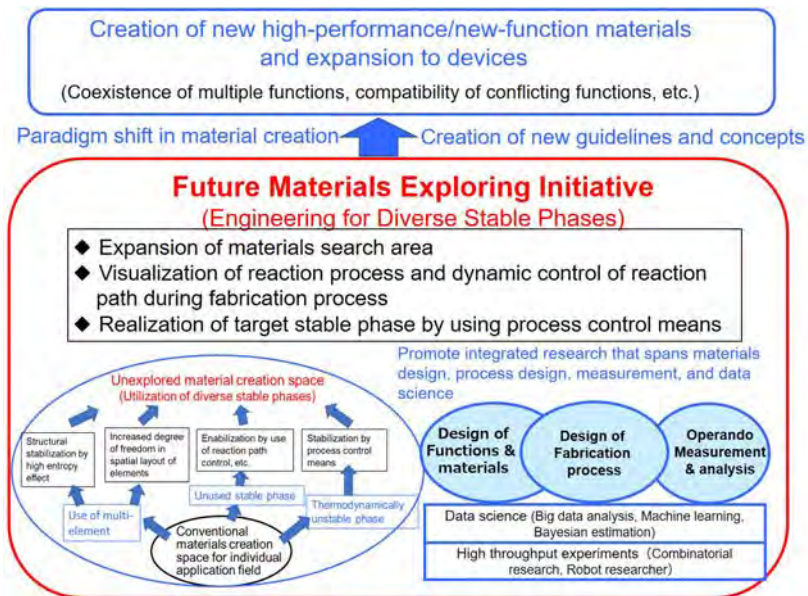 Creation of new high-performance/new-function materials
and expansion to devices
(Coexistence of multiple functions, compatibility of conflicting functions, etc.)
Paradigm shift in material creation
Creation of new guidelines and concepts
Future Materials Exploring Initiative
(Engineering for Diverse Stable Phases)
◆ Expansion of materials search area
◆ Visualization of reaction process and dynamic control of reaction
path during fabrication process
◆ Realization of target stable phase by using process control means
Unexplored material creation space
(Utilization of diverse stable phases)
Structural
stabilization by
high entropy
effect
Increased degree
of freedom in
spatial layout of
elements
Enabilization by use
of reaction path
control, etc.
Stabilization by
process control
means
Use of multi-
element
Unused stable phase
Thermodynamically
unstable phase
Conventional
materials creation
space for individual
application field
Promote integrated research that spans materials
design, process design, measurement, and data
science
Design of
Functions &
materials
Design of
Fabrication
process
Operando
Measurement
& analysis
Data science (Big data analysis, Machine learning,
Bayesian estimation)
High throughput experiments (Combinatorial
research, Robot researcher)